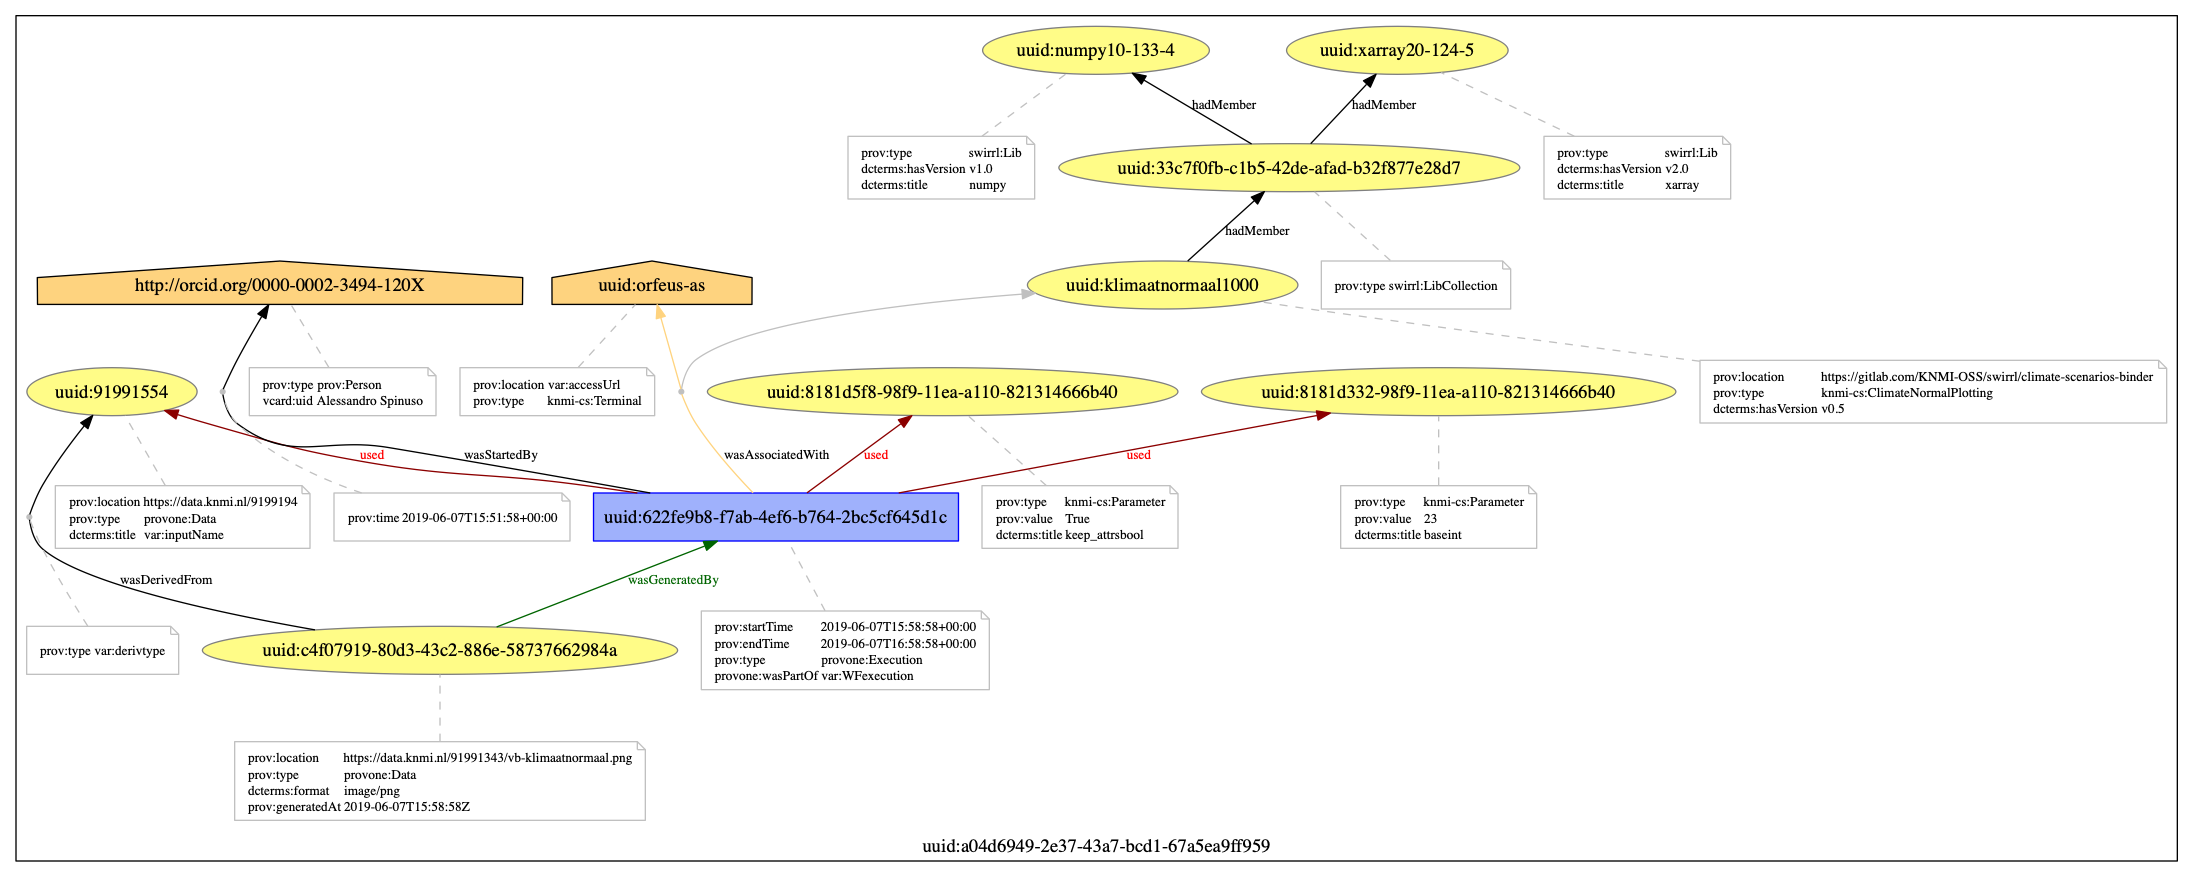 uuid:numpy10-133-4
uuid:xarray20-124-5
hadMember
hadMember
prov:type swirrl:Lib
dcterms:hasVersion v1.0
dcterms:title numpy
uuid:33c7f0fb-c1b5-42de-afad-b32f877e28d7
prov:type swirrl:Lib
dcterms:hasVersion v2.0
dcterms:title xarray
hadMember
http://orcid.org/0000-0002-3494-120X
uuid:orfeus-as
uuid:klimaatnormaal1000
prov:type swirrl:LibCollection
uuid:91991554
prov:type prov:Person
vcard:uid Alessandro Spinuso
prov:location var:accessUrl
prov:type knmi-cs:Terminal
uuid:8181d5f8-98f9-11ea-a110-821314666b40
uuid:8181d332-98f9-11ea-a110-821314666b40
prov:location https://gitlab.com/KNMI-OSS/swirrl/climate-scenarios-binder
prov:type knmi-cs:ClimateNormalPlotting
dcterms:hasVersion v0.5
used
wasStartedBy
wasAssociatedWith
used
used
prov:location https://data.knmi.nl/9199194
prov:type provone:Data
dcterms:title var:inputName
prov:time 2019-06-07T15:51:58+00:00
uuid:622fe9b8-f7ab-4ef6-b764-2bc5cf645d1c
prov:type knmi-cs:Parameter
prov:value True
dcterms:title keep_attrsbool
prov:type knmi-cs:Parameter
prov:value 23
dcterms:title baseint
wasDerivedFrom
wasGeneratedBy
prov:type var:derivtype
uuid:c4f07919-80d3-43c2-886e-58737662984a
prov:startTime 2019-06-07T15:58:58+00:00
prov:endTime 2019-06-07T16:58:58+00:00
prov:type provone:Execution
provone:wasPartOf var:WFexecution
prov:location https://data.knmi.nl/91991343/vb-klimaatnormaal.png
prov:type provone:Data
dcterms:format image/png
prov:generatedAt 2019-06-07T15:58:58Z
uuid:a04d6949-2e37-43a7-bcd1-67a5ea9ff959